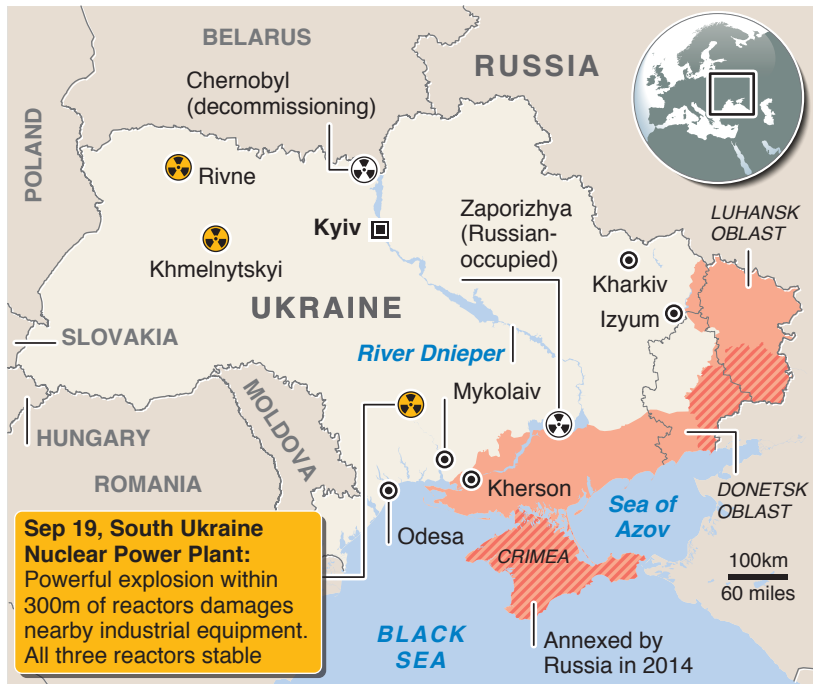 BELARUS
RUSSIA
Chernobyl
(decommissioning)
POLAND
Rivne
Kyiv
Zaporizhya
(Russian-
occupied)
LUHANSK
OBLAST
Khmelnytskyi
Kharkiv
UKRAINE
Izyum
SLOVAKIA
River Dnieper
Mykolaiv
MOLDOVA
HUNGARY
ROMANIA
Kherson
DONETSK
OBLAST
Sea of
Azov
Odesa
CRIMEA
Sep 19, South Ukraine
Nuclear Power Plant:
Powerful explosion within
300m of reactors damages
nearby industrial equipment.
All three reactors stable
100km
60 miles
BLACK
SEA
Annexed by
Russia in 2014